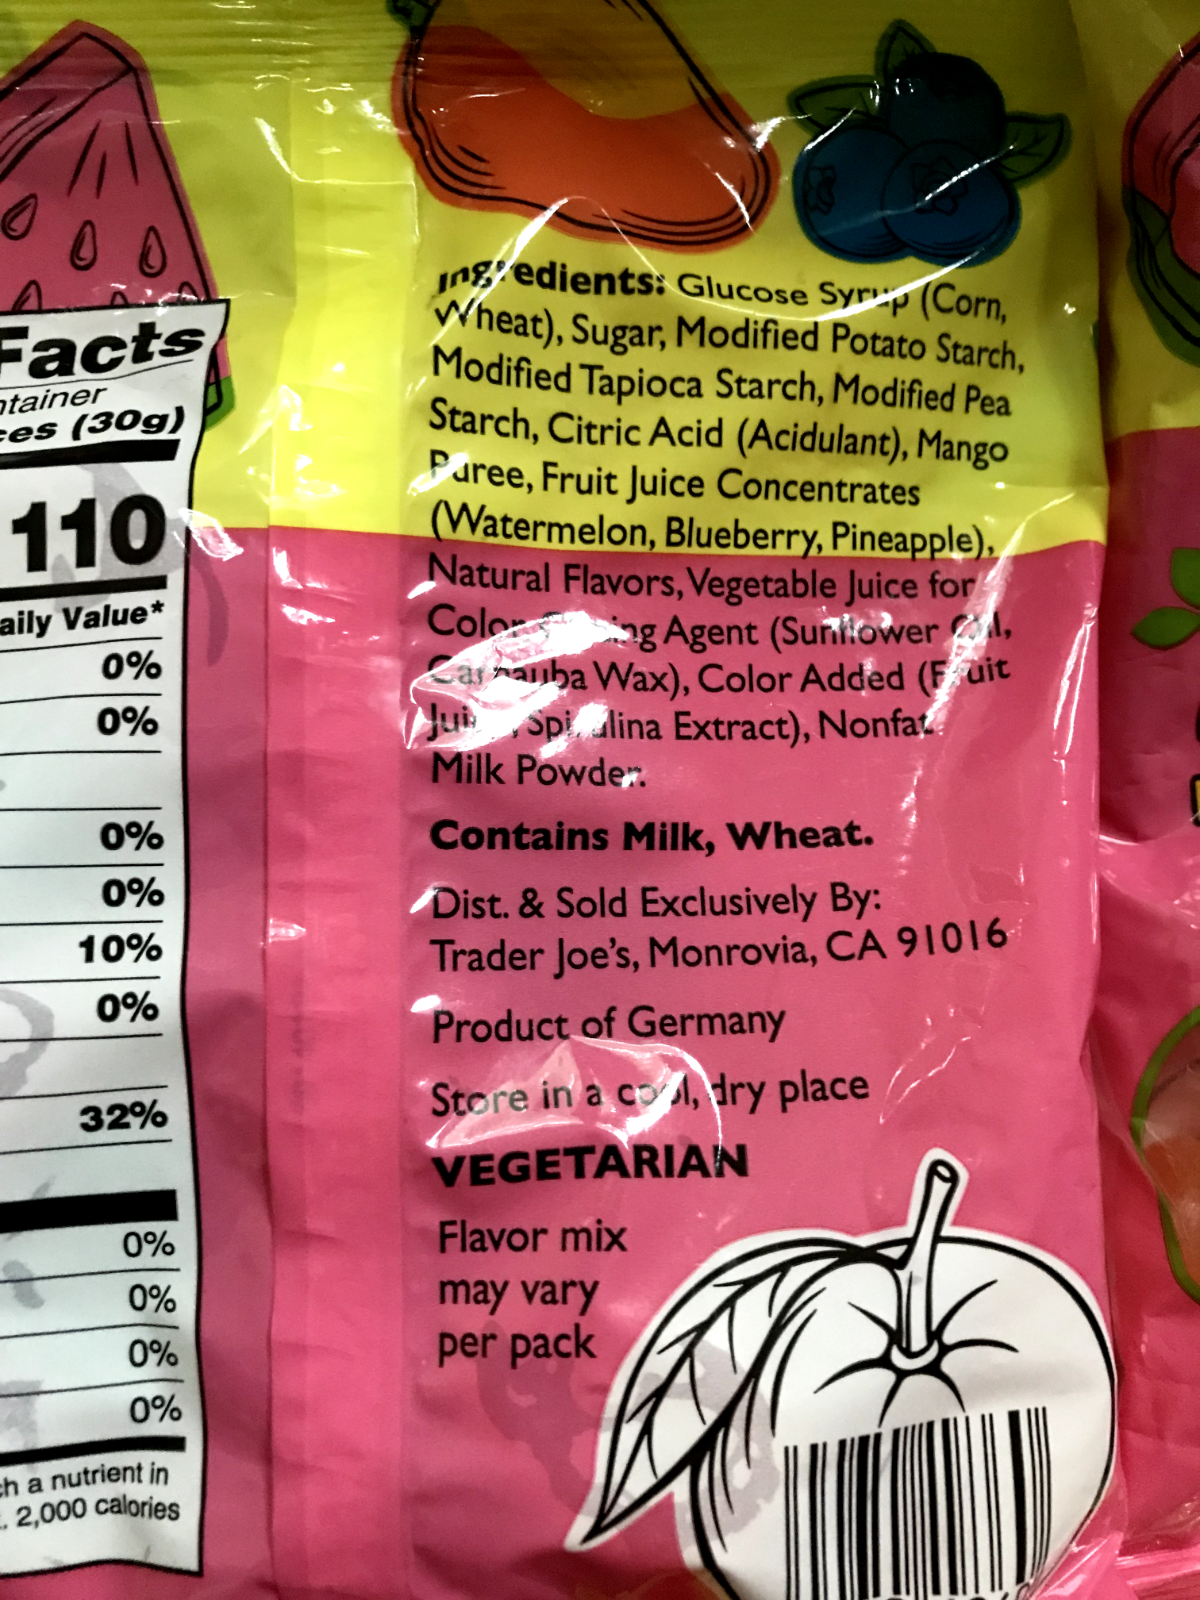 Facts
ntainer
ces (30g)
110
aily Value*
0%
0%
0%
0%
10%
0%
32%
0%
0%
0%
0%
ch a nutrient in
2,000 calories
Ingredients: Glucose Syrup (Corn,
Wheat), Sugar, Modified Potato Starch,
Modified Tapioca Starch, Modified Pea
Starch, Citric Acid (Acidulant), Mango
Puree, Fruit Juice Concentrates
(Watermelon, Blueberry, Pineapple),
Natural Flavors, Vegetable Juice for
Color, Agent (Sunflower Oil,
Carnauba Wax), Color Added (Fruit
Juice, Spirulina Extract), Nonfat
Milk Powder.
Contains Milk, Wheat.
Dist. & Sold Exclusively By:
Trader Joe's, Monrovia, CA 91016
Product of Germany
Store in a cool, dry place
VEGETARIAN
Flavor mix
may vary
per pack